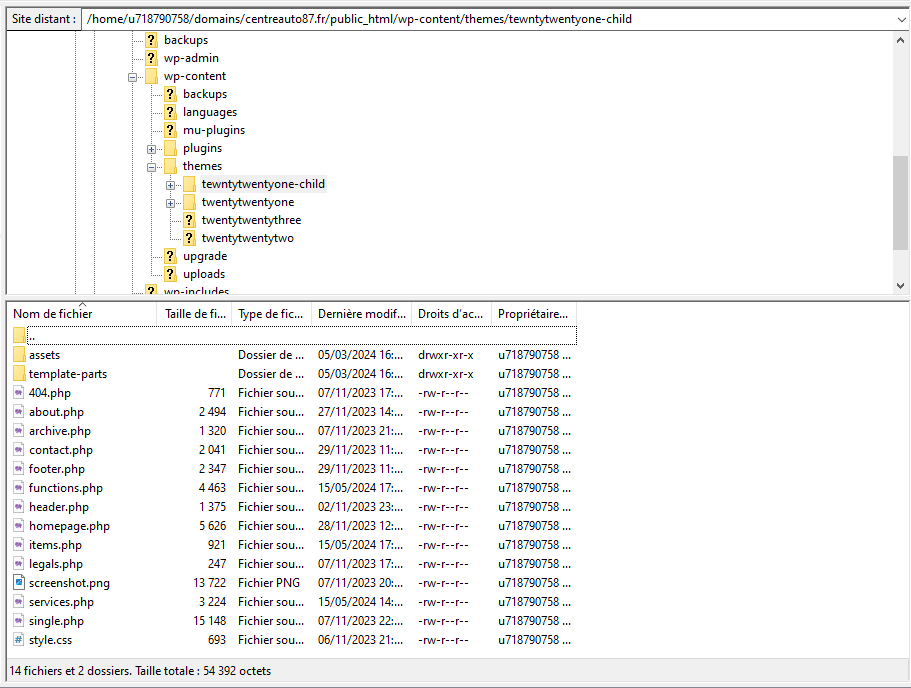 Site distant : /home/u718790758/domains/centreauto87.fr/public_html/wp-content/themes/tewntytwentyone-child
backups
wp-admin
wp-content
backups
languages
mu-plugins
plugins
themes
tewntytwentyone-child
twentytwentyone
twentytwentythree
twentytwentytwo
upgrade
uploads
wp-includes
Nom de fichier Taille de fi... Type de fic... Dernière modif... Droits d'ac... Propriétaire...
..
assets Dossier de ... 05/03/2024 16:... drwxr-xr-x u718790758 ...
template-parts Dossier de ... 05/03/2024 16:... drwxr-xr-x u718790758 ...
404.php 771 Fichier sou... 07/11/2023 17:... -rw-r--r-- u718790758 ...
about.php 2 494 Fichier sou... 27/11/2023 14:... -rw-r--r-- u718790758 ...
archive.php 1 320 Fichier sou... 07/11/2023 21:... -rw-r--r-- u718790758 ...
contact.php 2 041 Fichier sou... 29/11/2023 11:... -rw-r--r-- u718790758 ...
footer.php 2 347 Fichier sou... 29/11/2023 11:... -rw-r--r-- u718790758 ...
functions.php 4 463 Fichier sou... 15/05/2024 17:... -rw-r--r-- u718790758 ...
header.php 1 375 Fichier sou... 02/11/2023 23:... -rw-r--r-- u718790758 ...
homepage.php 5 626 Fichier sou... 28/11/2023 12:... -rw-r--r-- u718790758 ...
items.php 921 Fichier sou... 15/05/2024 17:... -rw-r--r-- u718790758 ...
legals.php 247 Fichier sou... 07/11/2023 17:... -rw-r--r-- u718790758 ...
screenshot.png 13 722 Fichier PNG 07/11/2023 20:... -rw-r--r-- u718790758 ...
services.php 3 224 Fichier sou... 15/05/2024 14:... -rw-r--r-- u718790758 ...
single.php 15 148 Fichier sou... 07/11/2023 22:... -rw-r--r-- u718790758 ...
style.css 693 Fichier sou... 06/11/2023 21:... -rw-r--r-- u718790758 ...
14 fichiers et 2 dossiers. Taille totale : 54 392 octets